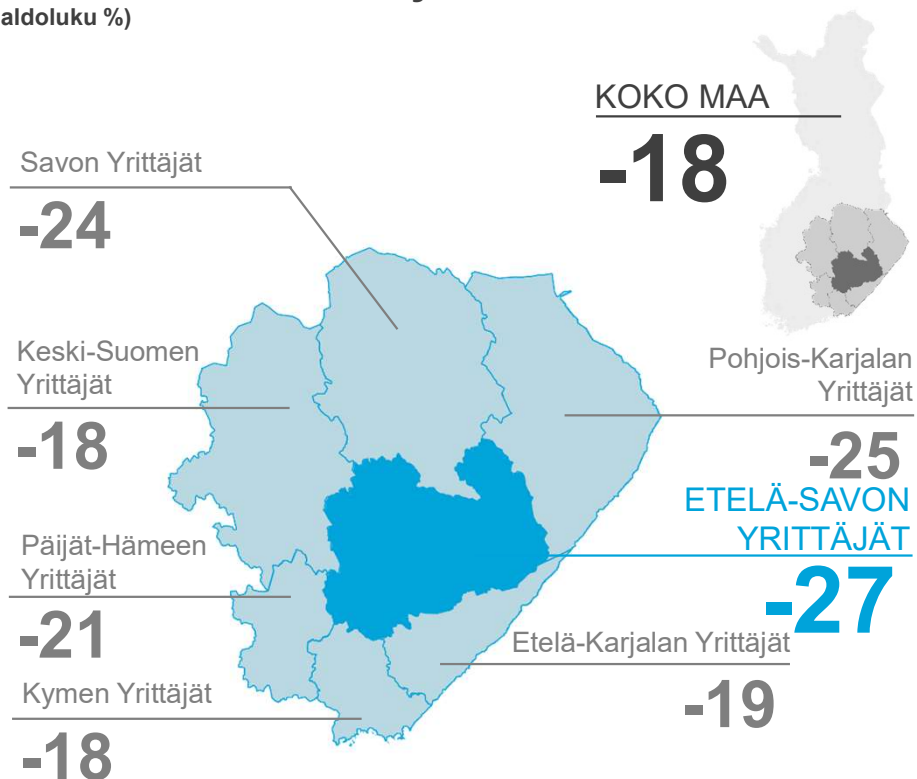 aldoluku %)
KOKO MAA
-18
Savon Yrittäjät
-24
Keski-Suomen
Yrittäjät
-18
Pohjois-Karjalan
Yrittäjät
-25
ETELÄ-SAVON
YRITTÄJÄT
-27
Päijät-Hämeen
Yrittäjät
-21
Etelä-Karjalan Yrittäjät
-19
Kymen Yrittäjät
-18